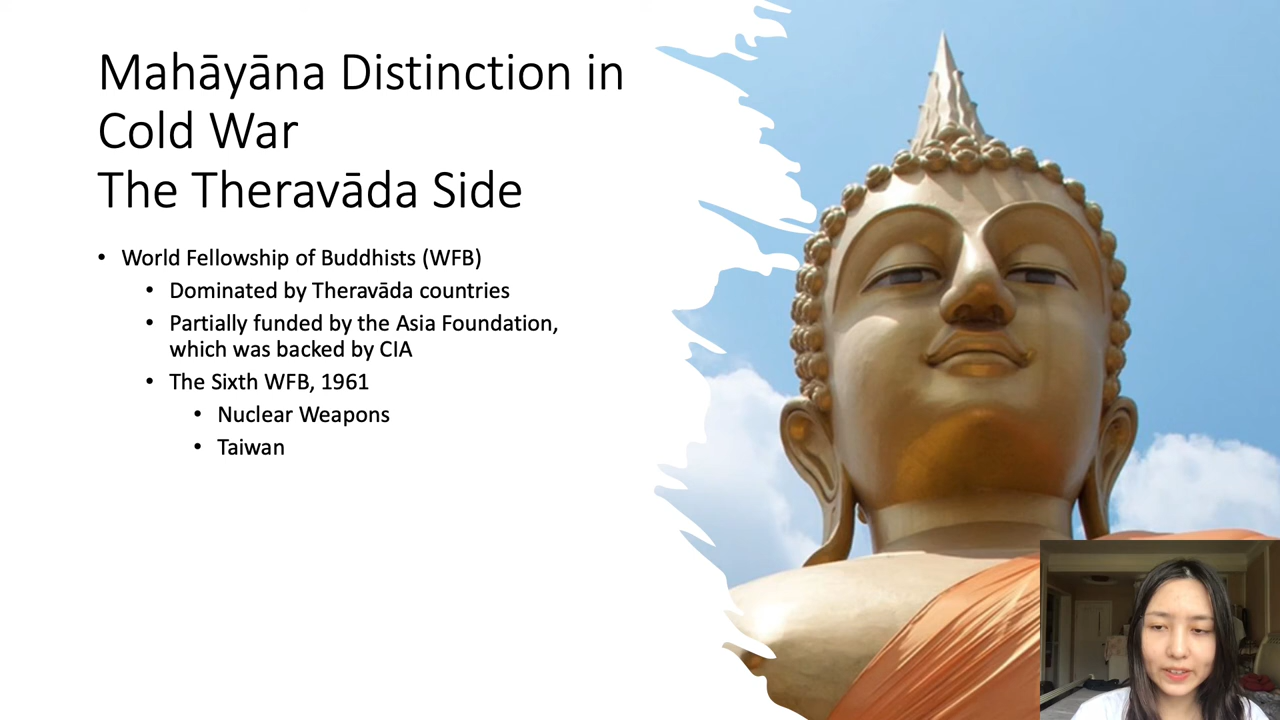 Mahāyāna Distinction in
Cold War
The Theravāda Side
• World Fellowship of Buddhists (WFB)
• Dominated by Theravāda countries
• Partially funded by the Asia Foundation,
which was backed by CIA
• The Sixth WFB, 1961
• Nuclear Weapons
• Taiwan